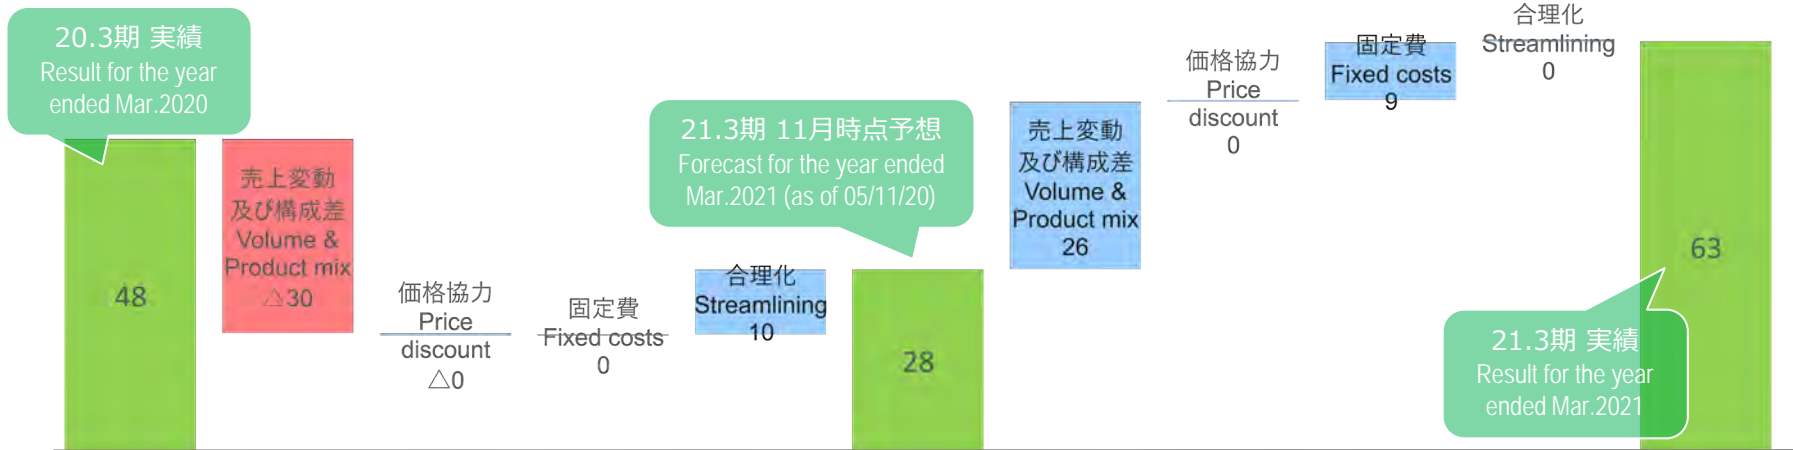 20.3期 実績
Result for the year
ended Mar.2020
48
売上変動
及び構成差
Volume &
Product mix
△30
価格協力
Price
discount
△0
固定費
Fixed costs
0
合理化
Streamlining
10
21.3期 11月時点予想
Forecast for the year ended
Mar.2021 (as of 05/11/20)
28
売上変動
及び構成差
Volume &
Product mix
26
価格協力
Price
discount
0
固定費
Fixed costs
9
合理化
Streamlining
0
63
21.3期 実績
Result for the year
ended Mar.2021